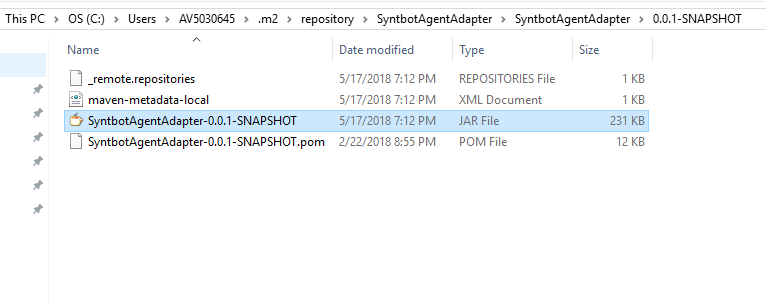 This PC > OS (C:) > Users > AV5030645 > .m2 > repository > SyntbotAgentAdapter > SyntbotAgentAdapter > 0.0.1-SNAPSHOT
Name Date modified Type Size
_remote.repositories 5/17/2018 7:12 PM REPOSITORIES File 1 KB
maven-metadata-local 5/17/2018 7:12 PM XML Document 1 KB
SyntbotAgentAdapter-0.0.1-SNAPSHOT 5/17/2018 7:12 PM JAR File 231 KB
SyntbotAgentAdapter-0.0.1-SNAPSHOT.pom 2/22/2018 8:55 PM POM File 12 KB